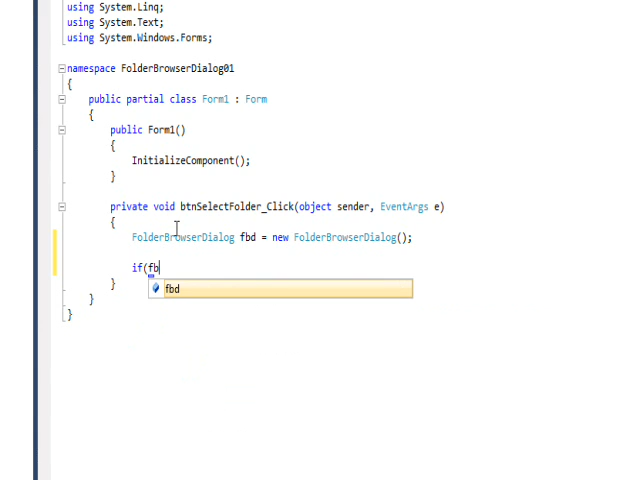 using System.Linq;
using System.Text;
using System.Windows.Forms;
namespace FolderBrowserDialog01
{
public partial class Form1 : Form
{
public Form1()
{
InitializeComponent();
}
private void btnSelectFolder_Click(object sender, EventArgs e)
{
FolderBrowserDialog fbd = new FolderBrowserDialog();
if(fb
fbd
}
}
}